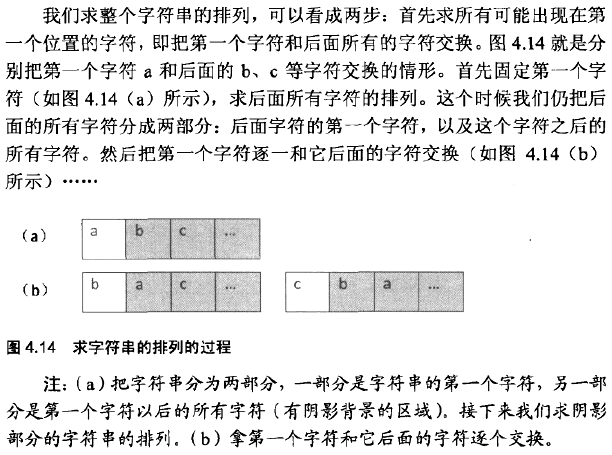 我们求整个字符串的排列，可以看成两步：首先求所有可能出现在第
一个位置的字符，即把第一个字符和后面所有的字符交换。图 4.14 就是分
别把第一个字符 a 和后面的 b、c 等字符交换的情形。首先固定第一个字
符（如图 4.14（a）所示），求后面所有字符的排列。这个时候我们仍把后
面的所有字符分成两部分：后面字符的第一个字符，以及这个字符之后的
所有字符。然后把第一个字符逐一和它后面的字符交换（如图 4.14（b）
所示）……
（a） a b c ...
（b） b a c ... c b a ...
图 4.14 求字符串的排列的过程
注：（a）把字符串分为两部分，一部分是字符串的第一个字符，另一部
分是第一个字符以后的所有字符（有阴影背景的区域）。接下来我们求阴影
部分的字符串的排列。（b）拿第一个字符和它后面的字符逐个交换。